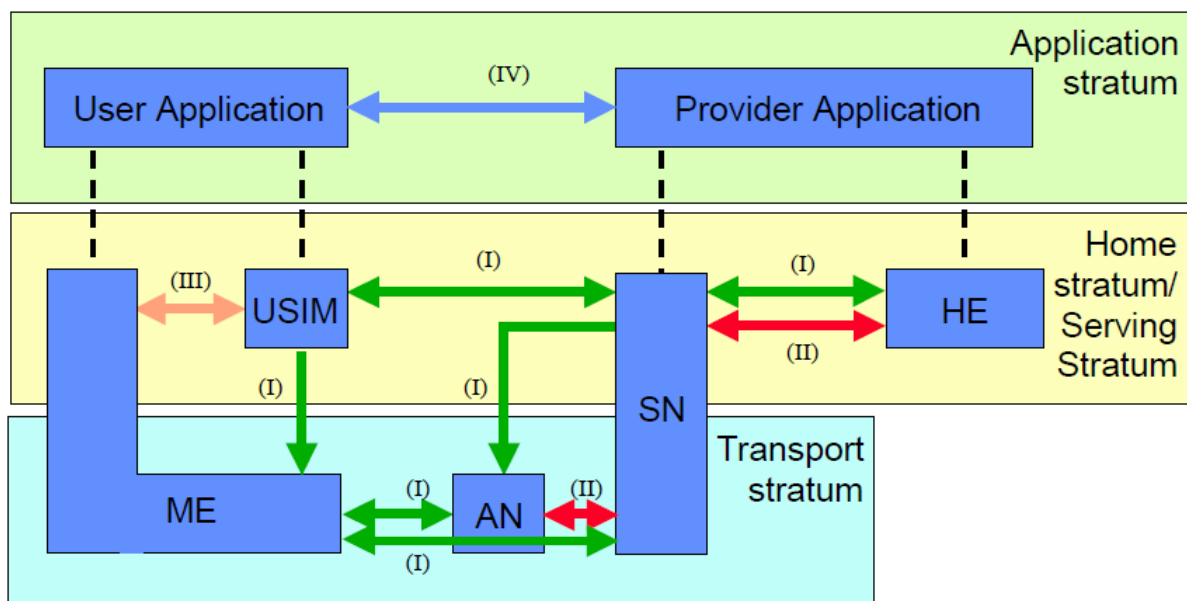 Application
stratum
(IV)
User Application
Provider Application
Home
stratum/
Serving
Stratum
(III)
(I)
(I)
USIM
HE
(II)
(I)
(I)
SN
Transport
stratum
(I)
(II)
ME
AN
(I)